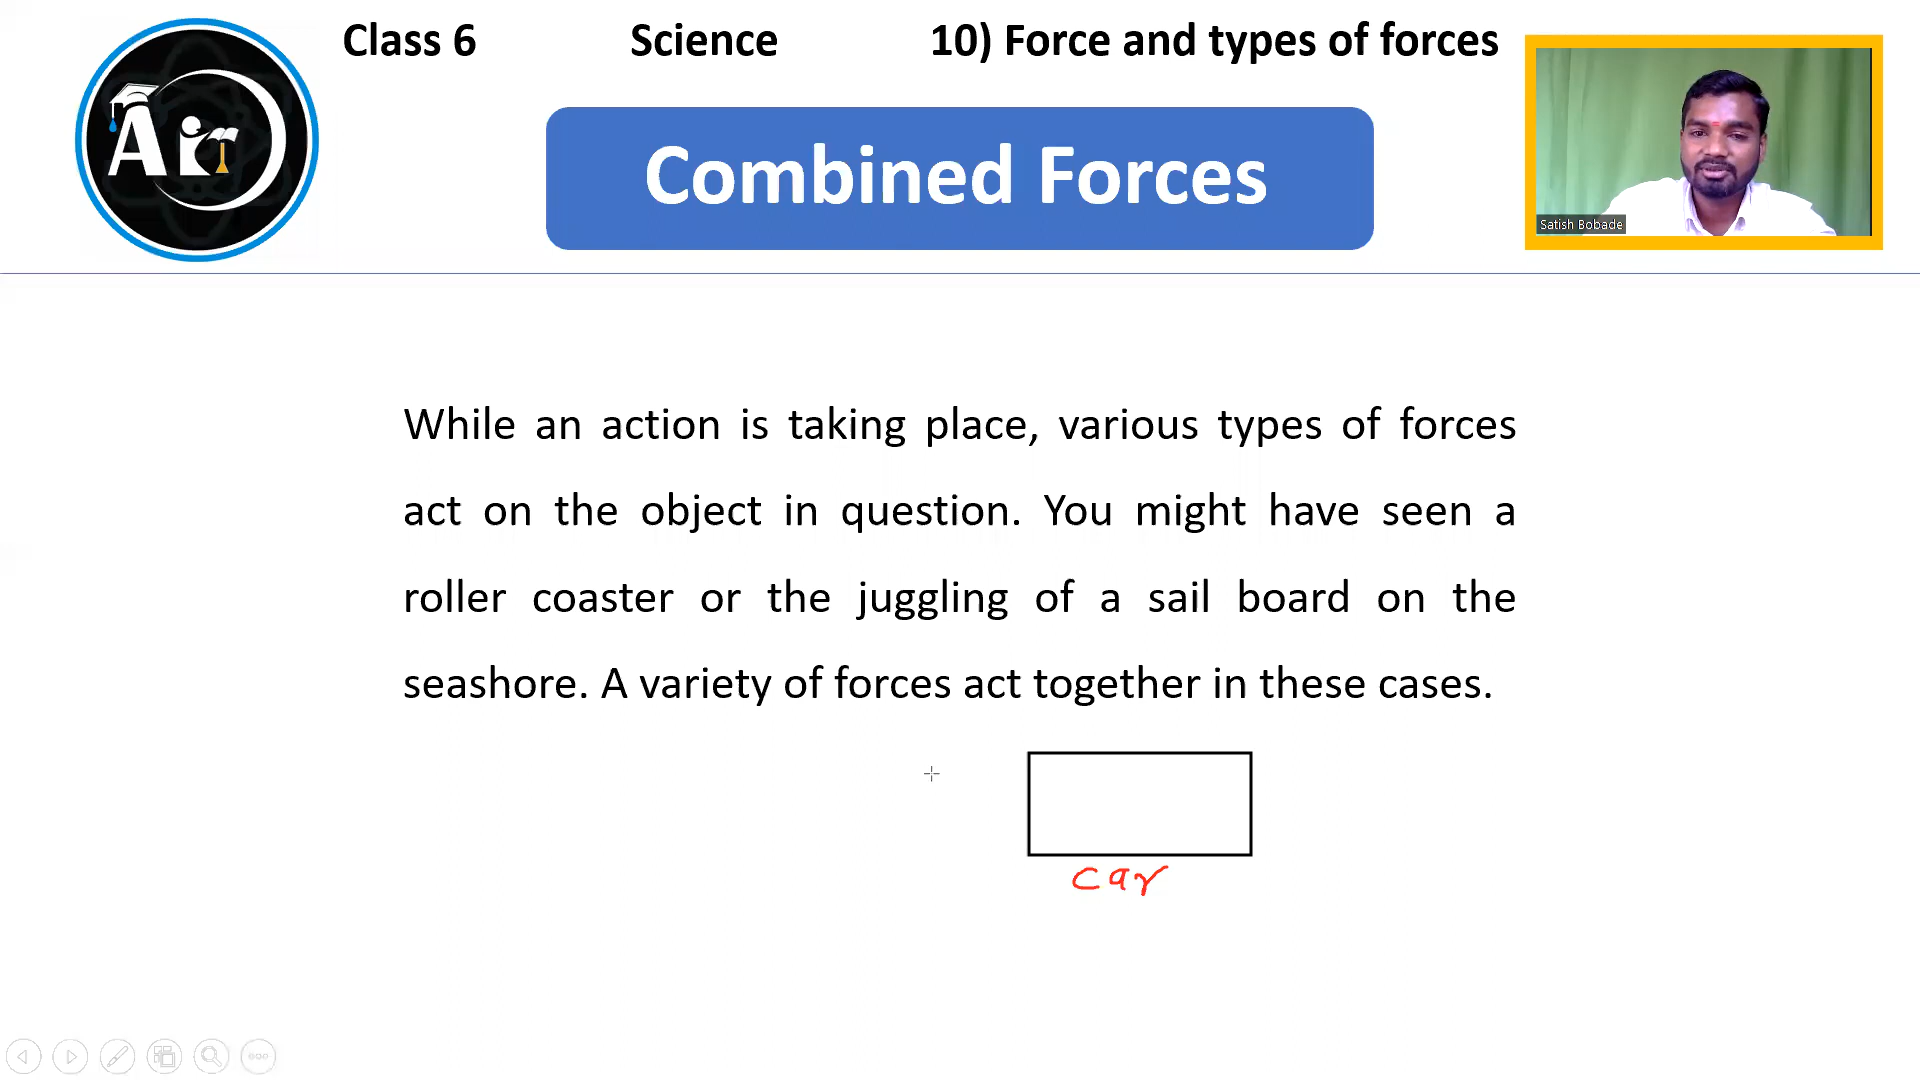 Class 6 Science 10) Force and types of forces
Air
Combined Forces
Satish Bobade
While an action is taking place, various types of forces
act on the object in question. You might have seen a
roller coaster or the juggling of a sail board on the
seashore. A variety of forces act together in these cases.
car